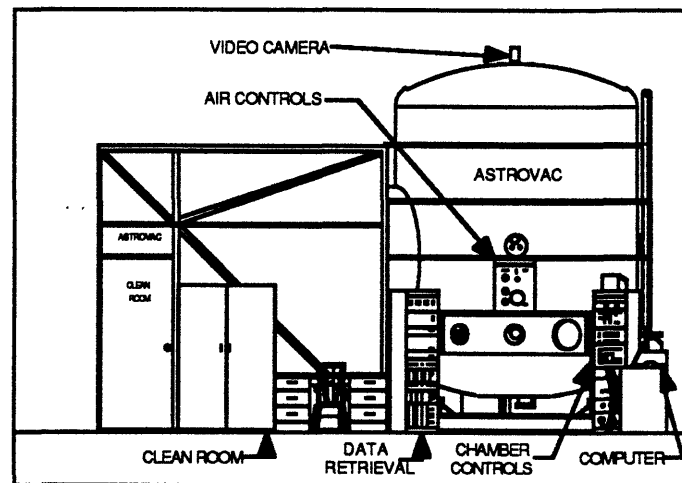 VIDEO CAMERA
AIR CONTROLS
ASTROVAC
ASTROVAC
CLEAN
ROOM
CLEAN ROOM
DATA
RETRIEVAL
CHAMBER
CONTROLS
COMPUTER